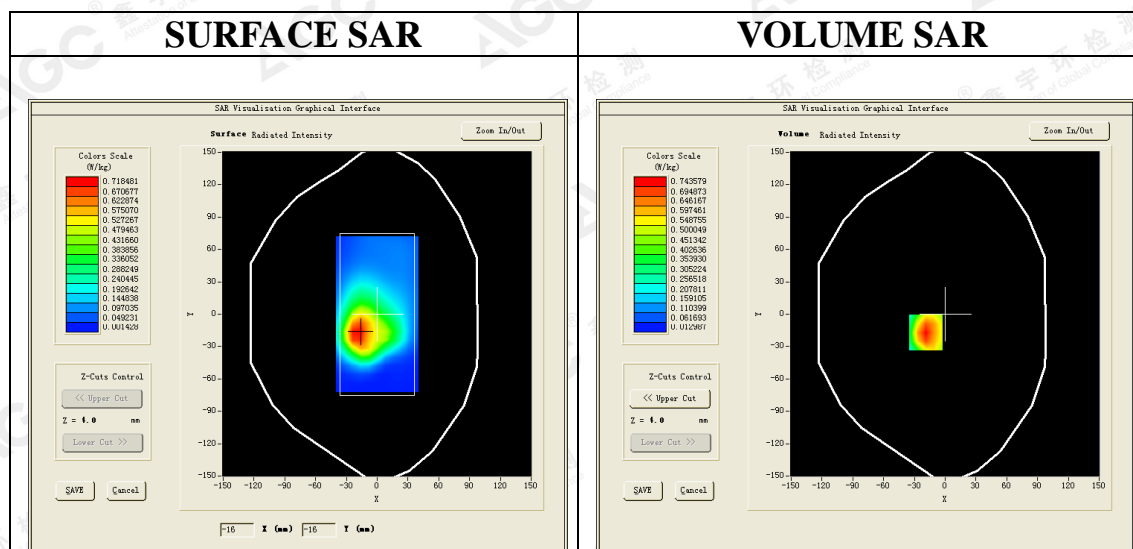 SURFACE SAR
VOLUME SAR
SAR Visualisation Graphical Interface
Surface Radiated Intensity
Zoom In/Out
Colors Scale
(W/kg)
0.718481
0.670677
0.622874
0.575070
0.527267
0.479463
0.431660
0.383856
0.336052
0.288249
0.240445
0.192642
0.144838
0.097035
0.049231
0.001428
150
120
90
60
30
0
-30
-60
-90
-120
-150
Y
-150 -120 -90 -60 -30 0 30 60 90 120 150
X
Z-Cuts Control
<< Upper Cut
Z = 4.0 mm
Lower Cut >>
SAVE Cancel
-16 X (mm) -16 Y (mm)
SAR Visualisation Graphical Interface
Volume Radiated Intensity
Zoom In/Out
Colors Scale
(W/kg)
0.743579
0.694873
0.646167
0.597461
0.548755
0.500049
0.451342
0.402636
0.353930
0.305224
0.256518
0.207811
0.159105
0.110399
0.061693
0.012987
150
120
90
60
30
0
-30
-60
-90
-120
-150
Y
-150 -120 -90 -60 -30 0 30 60 90 120 150
X
Z-Cuts Control
<< Upper Cut
Z = 4.0 mm
Lower Cut >>
SAVE Cancel